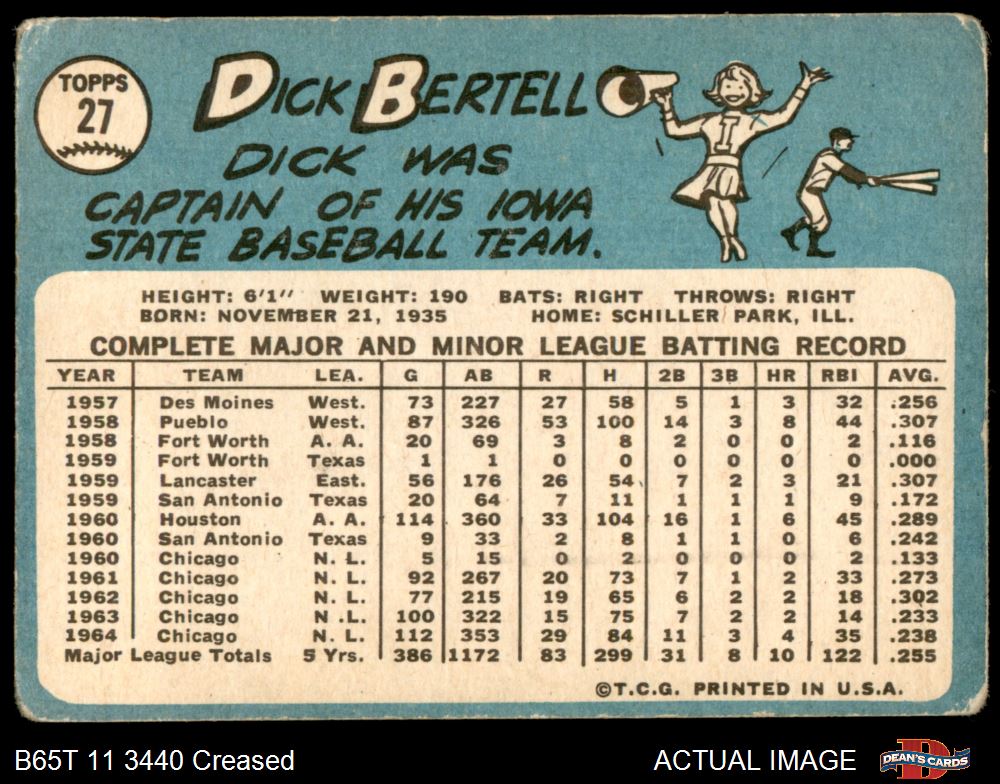 TOPPS
27
DICK BERTELL
DICK WAS
CAPTAIN OF HIS IOWA
STATE BASEBALL TEAM.
I
HEIGHT: 6'1" WEIGHT: 190 BATS: RIGHT THROWS: RIGHT
BORN: NOVEMBER 21, 1935 HOME: SCHILLER PARK, ILL.
COMPLETE MAJOR AND MINOR LEAGUE BATTING RECORD
YEAR TEAM LEA. G AB R H 2B 3B HR RBI AVG.
1957 Des Moines West. 73 227 27 58 5 1 3 32 .256
1958 Pueblo West. 87 326 53 100 14 3 8 44 .307
1958 Fort Worth A. A. 20 69 3 8 2 0 0 2 .116
1959 Fort Worth Texas 1 1 0 0 0 0 0 0 .000
1959 Lancaster East. 56 176 26 54 7 2 3 21 .307
1959 San Antonio Texas 20 64 7 11 1 1 1 9 .172
1960 Houston A. A. 114 360 33 104 16 1 6 45 .289
1960 San Antonio Texas 9 33 2 8 1 1 0 6 .242
1960 Chicago N. L. 5 15 0 2 0 0 0 2 .133
1961 Chicago N. L. 92 267 20 73 7 1 2 33 .273
1962 Chicago N. L. 77 215 19 65 6 2 2 18 .302
1963 Chicago N .L. 100 322 15 75 7 2 2 14 .233
1964 Chicago N. L. 112 353 29 84 11 3 4 35 .238
Major League Totals 5 Yrs. 386 1172 83 299 31 8 10 122 .255
©T.C.G. PRINTED IN U.S.A.
B65T 11 3440 Creased ACTUAL IMAGE
D
DEAN'S CARDS